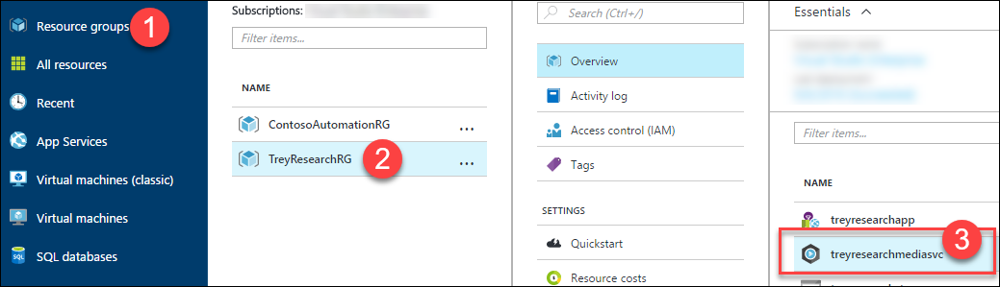 Resource groups
1
All resources
Recent
App Services
Virtual machines (classic)
Virtual machines
SQL databases
Subscriptions:
Filter items...
NAME
ContosoAutomationRG
...
TreyResearchRG
2
...
Search (Ctrl+/)
Overview
Activity log
Access control (IAM)
Tags
SETTINGS
Quickstart
Resource costs
Essentials
Filter items...
NAME
treyresearchapp
treyresearchmediasvc
3